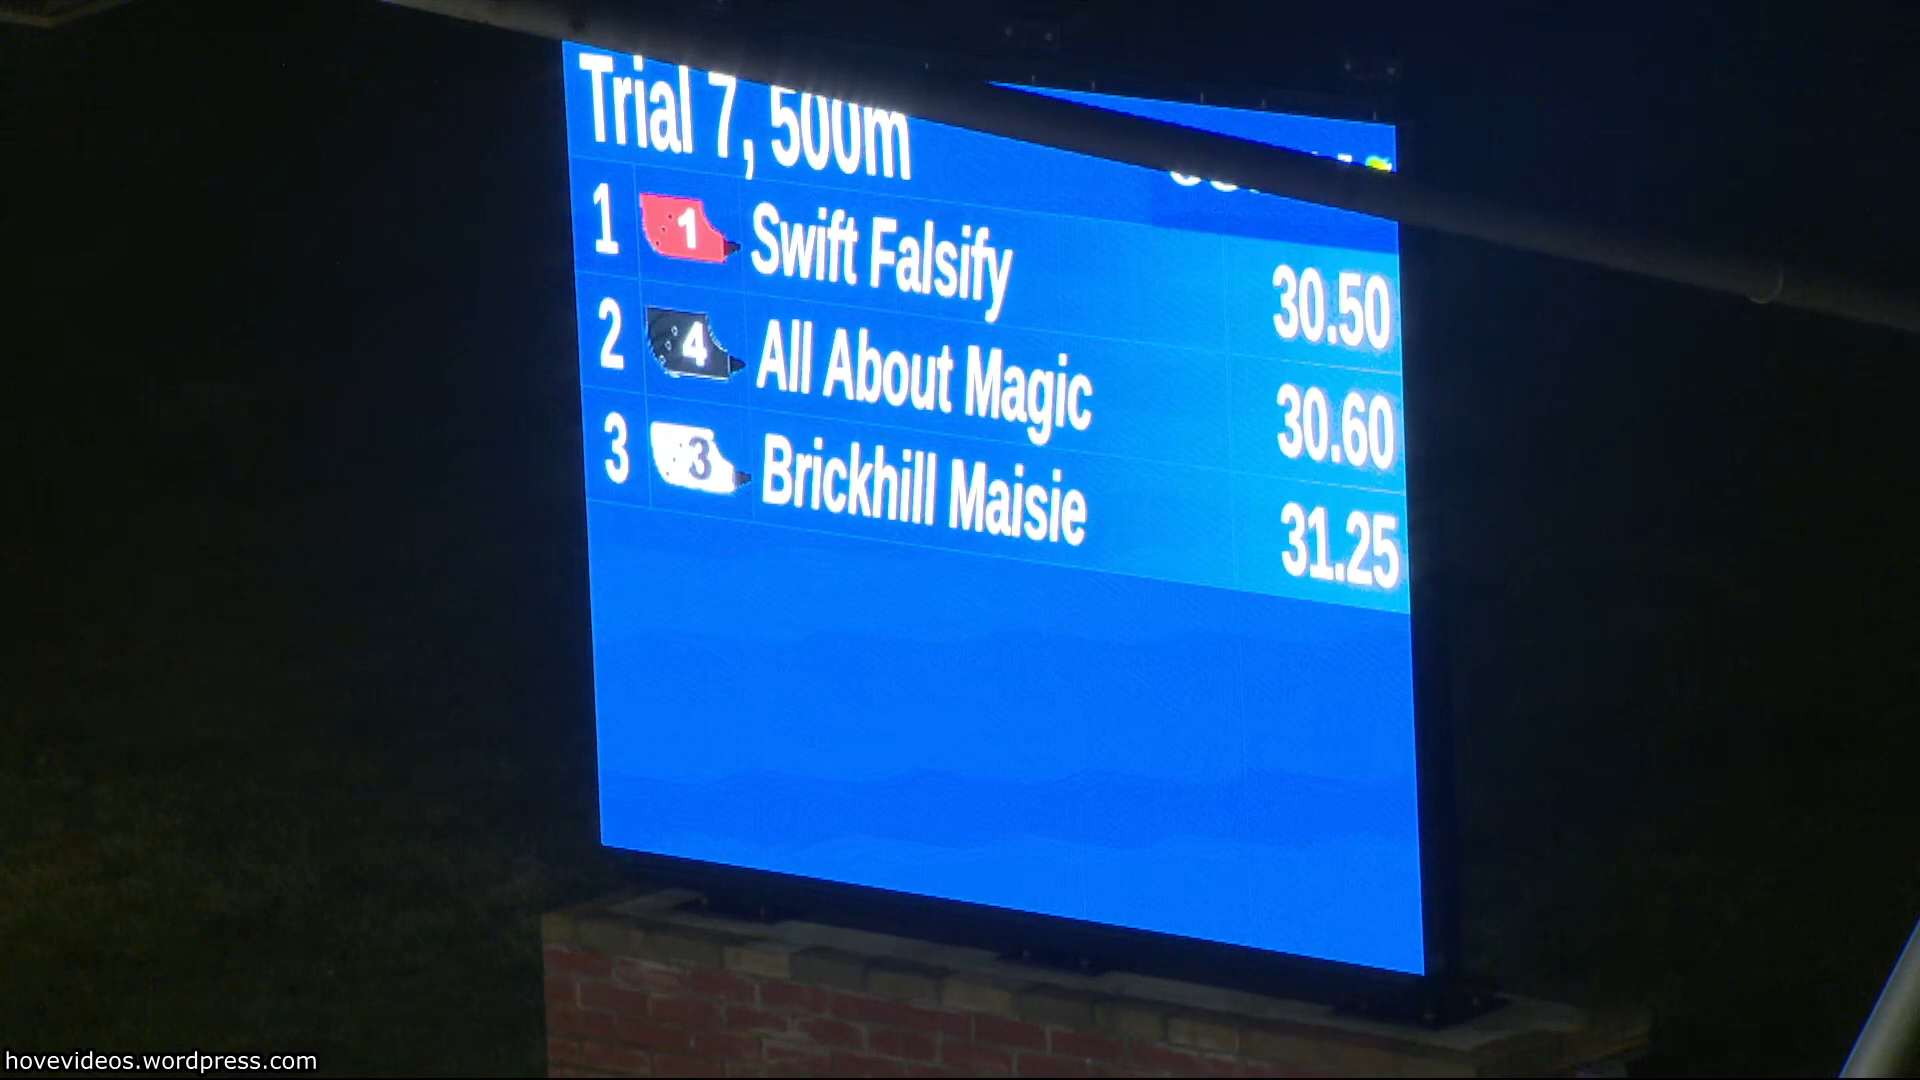 Trial 7, 500m
1 1 Swift Falsify 30.50
2 4 All About Magic 30.60
3 3 Brickhill Maisie 31.25
hovevideos.wordpress.com